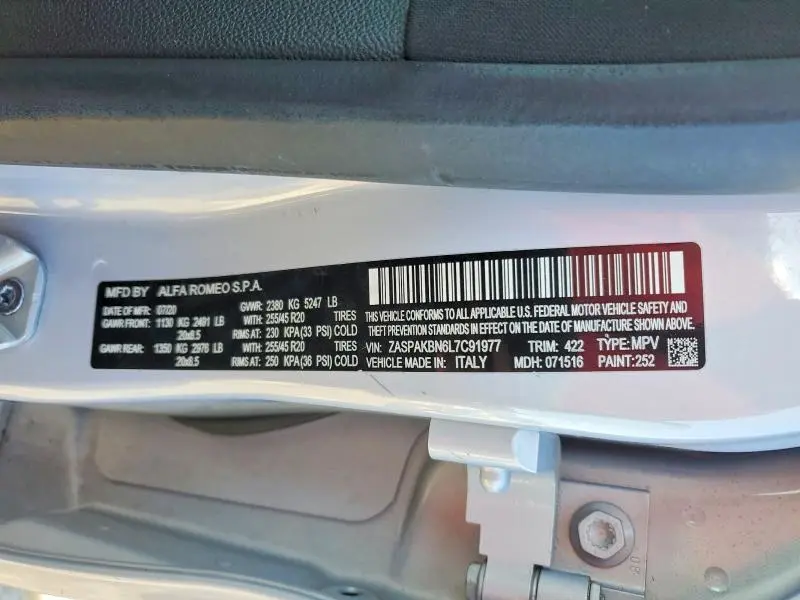 MFD BY ALFA ROMEO S.P.A.
DATE OF MFR: 07/20 GVWR: 2380 KG 5247 LB
GAWR FRONT: 1130 KG 2491 LB WITH: 255/45 R20 TIRES
20x8.5 RIMS AT: 230 KPA(33 PSI) COLD
GAWR REAR: 1350 KG 2976 LB WITH: 255/45 R20 TIRES
20x8.5 RIMS AT: 250 KPA(36 PSI) COLD
THIS VEHICLE CONFORMS TO ALL APPLICABLE U.S. FEDERAL MOTOR VEHICLE SAFETY AND
THEFT PREVENTION STANDARDS IN EFFECT ON THE DATE OF MANUFACTURE SHOWN ABOVE.
VIN: ZASPAKBN6L7C91977 TRIM: 422 TYPE: MPV
VEHICLE MADE IN: ITALY MDH: 071516 PAINT: 252